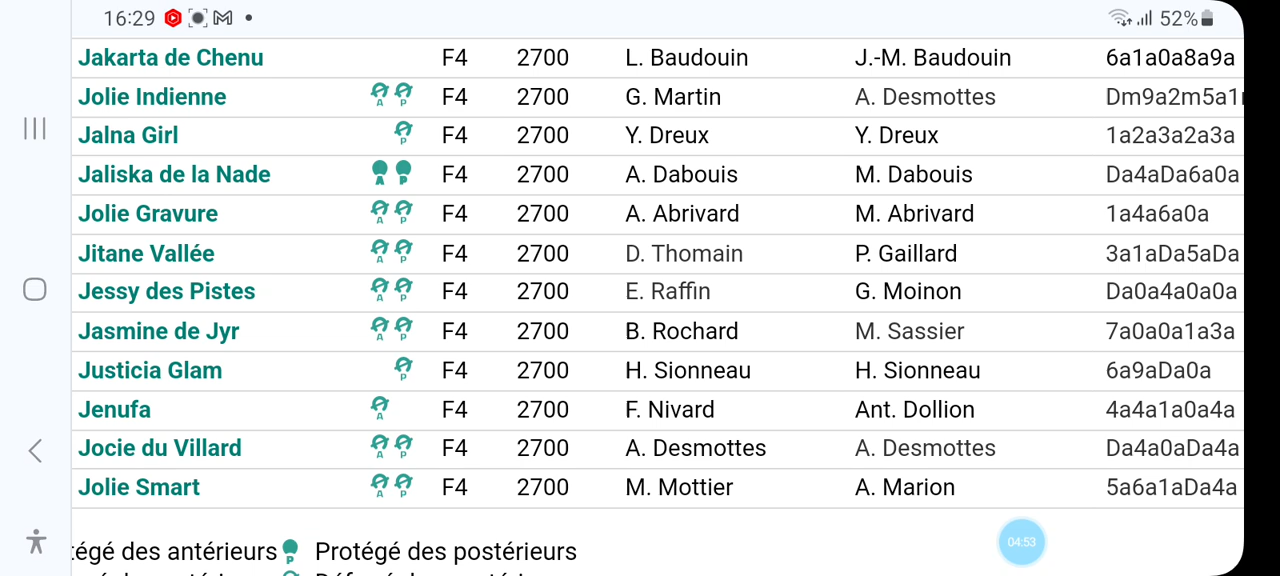 16:29 52%
Jakarta de Chenu F4 2700 L. Baudouin J.-M. Baudouin 6a1a0a8a9a
Jolie Indienne A P F4 2700 G. Martin A. Desmottes Dm9a2m5a1
Jalna Girl P F4 2700 Y. Dreux Y. Dreux 1a2a3a2a3a
Jaliska de la Nade A P F4 2700 A. Dabouis M. Dabouis Da4aDa6a0a
Jolie Gravure A P F4 2700 A. Abrivard M. Abrivard 1a4a6a0a
Jitane Vallée A P F4 2700 D. Thomain P. Gaillard 3a1aDa5aDa
Jessy des Pistes A P F4 2700 E. Raffin G. Moinon Da0a4a0a0a
Jasmine de Jyr A P F4 2700 B. Rochard M. Sassier 7a0a0a1a3a
Justicia Glam P F4 2700 H. Sionneau H. Sionneau 6a9aDa0a
Jenufa A F4 2700 F. Nivard Ant. Dollion 4a4a1a0a4a
Jocie du Villard A P F4 2700 A. Desmottes A. Desmottes Da4a0aDa4a
Jolie Smart A P F4 2700 M. Mottier A. Marion 5a6a1aDa4a
04:53
tégé des antérieurs P Protégé des postérieurs